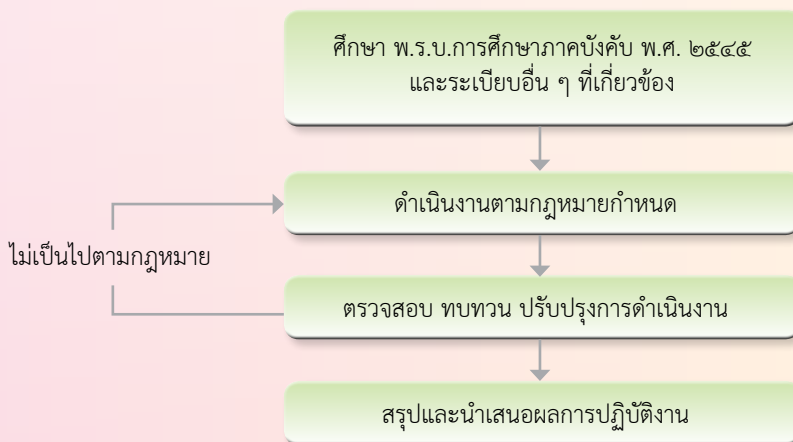 ศึกษา พ.ร.บ.การศึกษาภาคบังคับ พ.ศ. ๒๕๔๕
และระเบียบอื่น ๆ ที่เกี่ยวข้อง
ดำเนินงานตามกฎหมายกำหนด
ไม่เป็นไปตามกฎหมาย
ตรวจสอบ ทบทวน ปรับปรุงการดำเนินงาน
สรุปและนำเสนอผลการปฏิบัติงาน